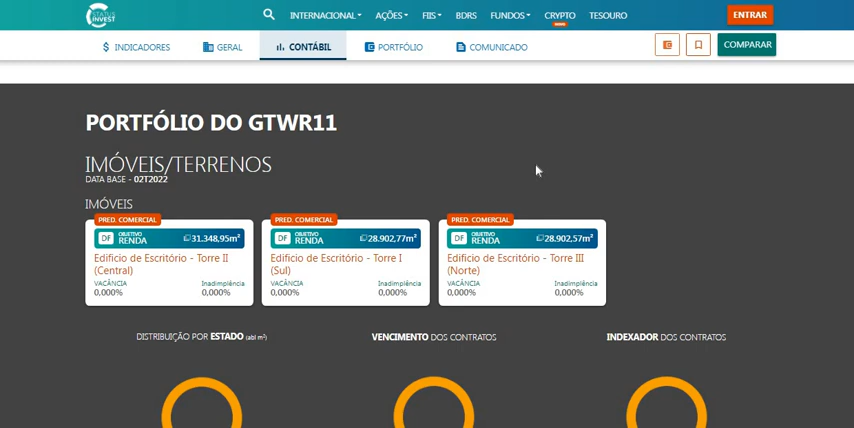 STATUS INVEST
INTERNACIONAL AÇÕES FIIS BDRS FUNDOS CRYPTO TESOURO
ENTRAR
INDICADORES GERAL CONTÁBIL PORTFÓLIO COMUNICADO COMPARAR
PORTFÓLIO DO GTWR11
IMÓVEIS/TERRENOS
DATA BASE - 02T2022
IMÓVEIS
PRED. COMERCIAL
DF OBJETIVO RENDA 31.348,95m²
Edificio de Escritório - Torre II
(Central)
VACÂNCIA Inadimplência
0,000% 0,000%
PRED. COMERCIAL
DF OBJETIVO RENDA 28.902,77m²
Edificio de Escritório - Torre I
(Sul)
VACÂNCIA Inadimplência
0,000% 0,000%
PRED. COMERCIAL
DF OBJETIVO RENDA 28.902,57m²
Edificio de Escritório - Torre III
(Norte)
VACÂNCIA Inadimplência
0,000% 0,000%
DISTRIBUIÇÃO POR ESTADO (abl m²)
VENCIMENTO DOS CONTRATOS
INDEXADOR DOS CONTRATOS